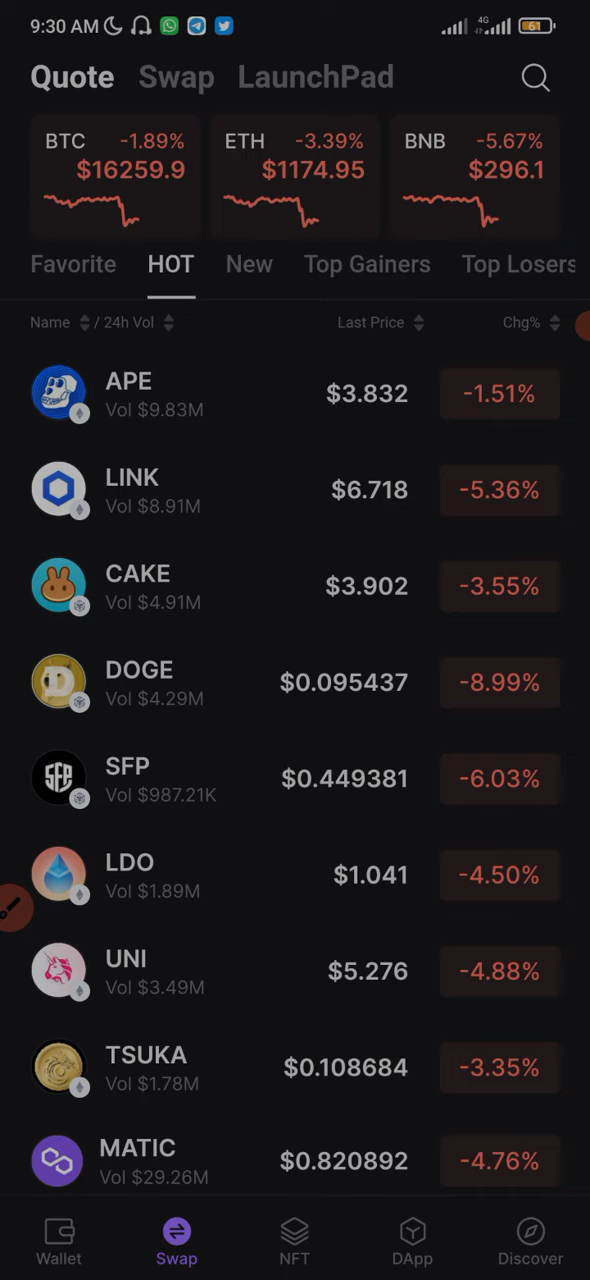 9:30 AM 4G 61
Quote Swap LaunchPad
BTC -1.89% ETH -3.39% BNB -5.67%
$16259.9 $1174.95 $296.1
Favorite HOT New Top Gainers Top Losers
Name / 24h Vol Last Price Chg%
APE $3.832 -1.51%
Vol $9.83M
LINK $6.718 -5.36%
Vol $8.91M
CAKE $3.902 -3.55%
Vol $4.91M
DOGE $0.095437 -8.99%
Vol $4.29M
SFP SFP $0.449381 -6.03%
Vol $987.21K
LDO $1.041 -4.50%
Vol $1.89M
UNI $5.276 -4.88%
Vol $3.49M
TSUKA $0.108684 -3.35%
Vol $1.78M
MATIC $0.820892 -4.76%
Vol $29.26M
Wallet Swap NFT DApp Discover